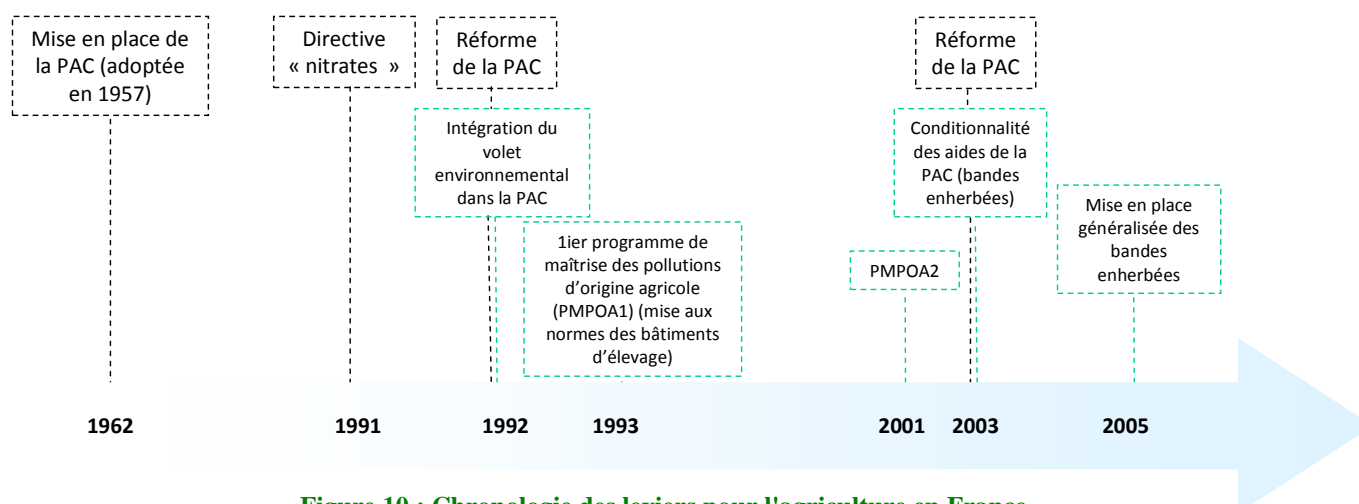 Mise en place de
la PAC (adoptée
en 1957)
Directive
« nitrates »
Réforme
de la PAC
Réforme
de la PAC
Intégration du
volet
environnemental
dans la PAC
Conditionnalité
des aides de la
PAC (bandes
enherbées)
Mise en place
généralisée des
bandes
enherbées
1ier programme de
maîtrise des pollutions
d'origine agricole
(PMPOA1) (mise aux
normes des bâtiments
d'élevage)
PMPOA2
1962 1991 1992 1993 2001 2003 2005
Figure 10 : Chronologie des leviers pour l'agriculture en France